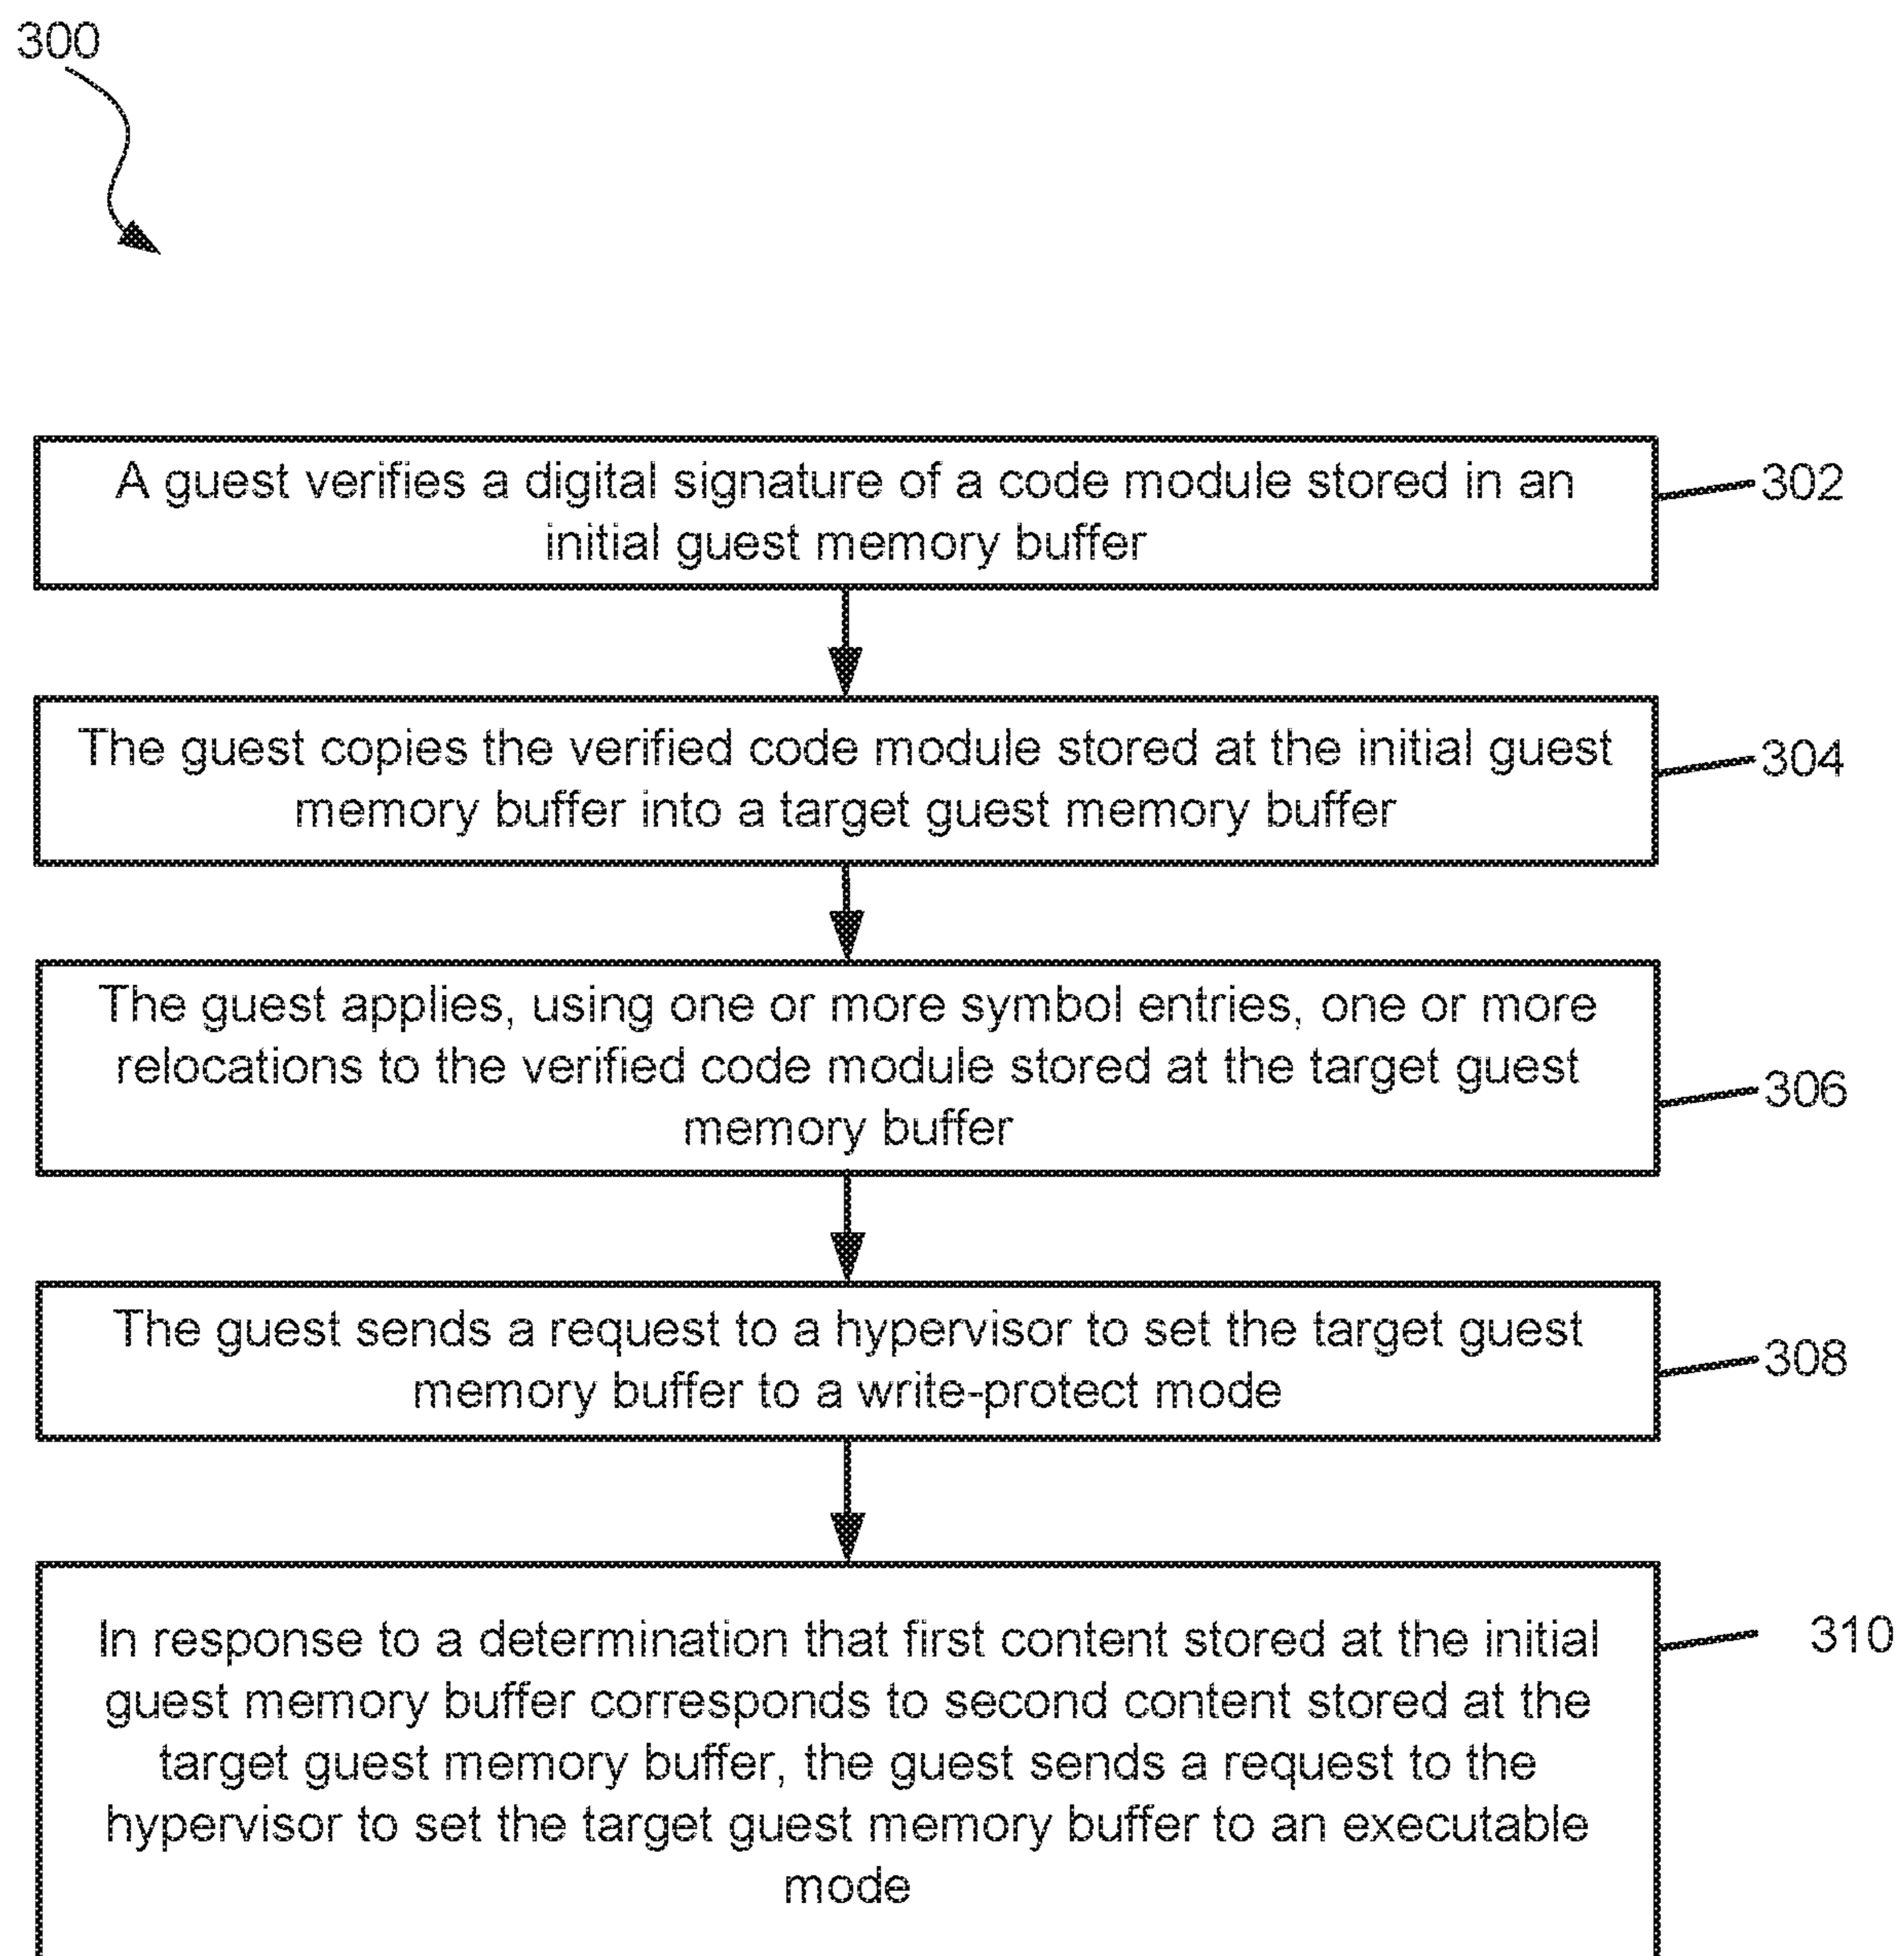 300
A guest verifies a digital signature of a code module stored in an
initial guest memory buffer
302
The guest copies the verified code module stored at the initial guest
memory buffer into a target guest memory buffer
304
The guest applies, using one or more symbol entries, one or more
relocations to the verified code module stored at the target guest
memory buffer
306
The guest sends a request to a hypervisor to set the target guest
memory buffer to a write-protect mode
308
In response to a determination that first content stored at the initial
guest memory buffer corresponds to second content stored at the
target guest memory buffer, the guest sends a request to the
hypervisor to set the target guest memory buffer to an executable
mode
310